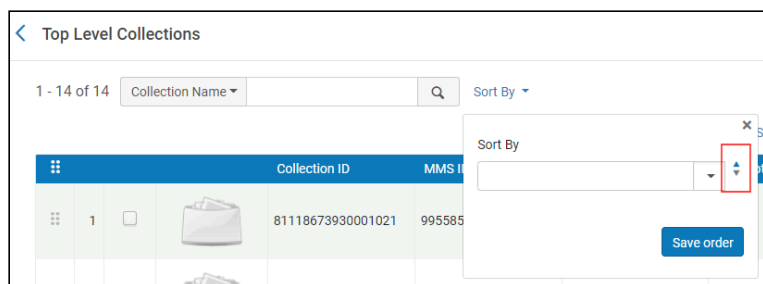 Top Level Collections
1 - 14 of 14 Collection Name Sort By
Sort By
Collection ID
81118673930001021
1
995585
Save order